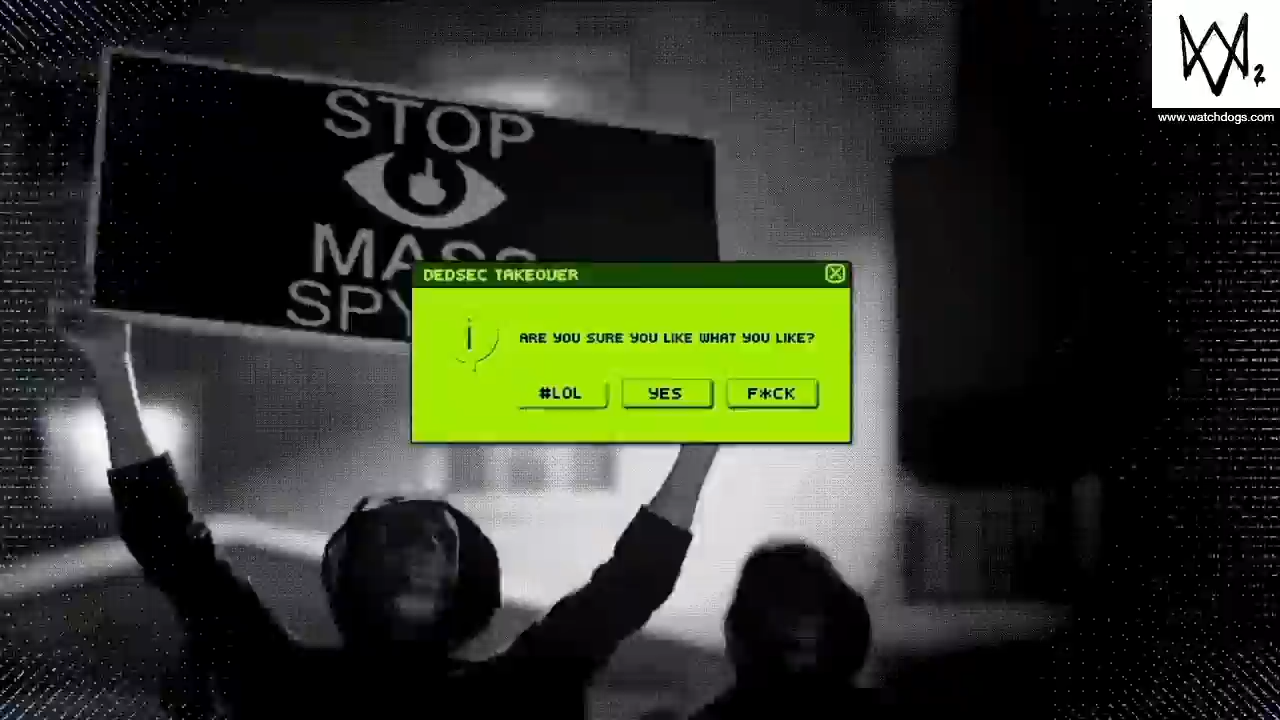 STOP
MASS
SPY
2
www.watchdogs.com
DEDSEC TAKEOVER
i
ARE YOU SURE YOU LIKE WHAT YOU LIKE?
#LOL YES F*CK